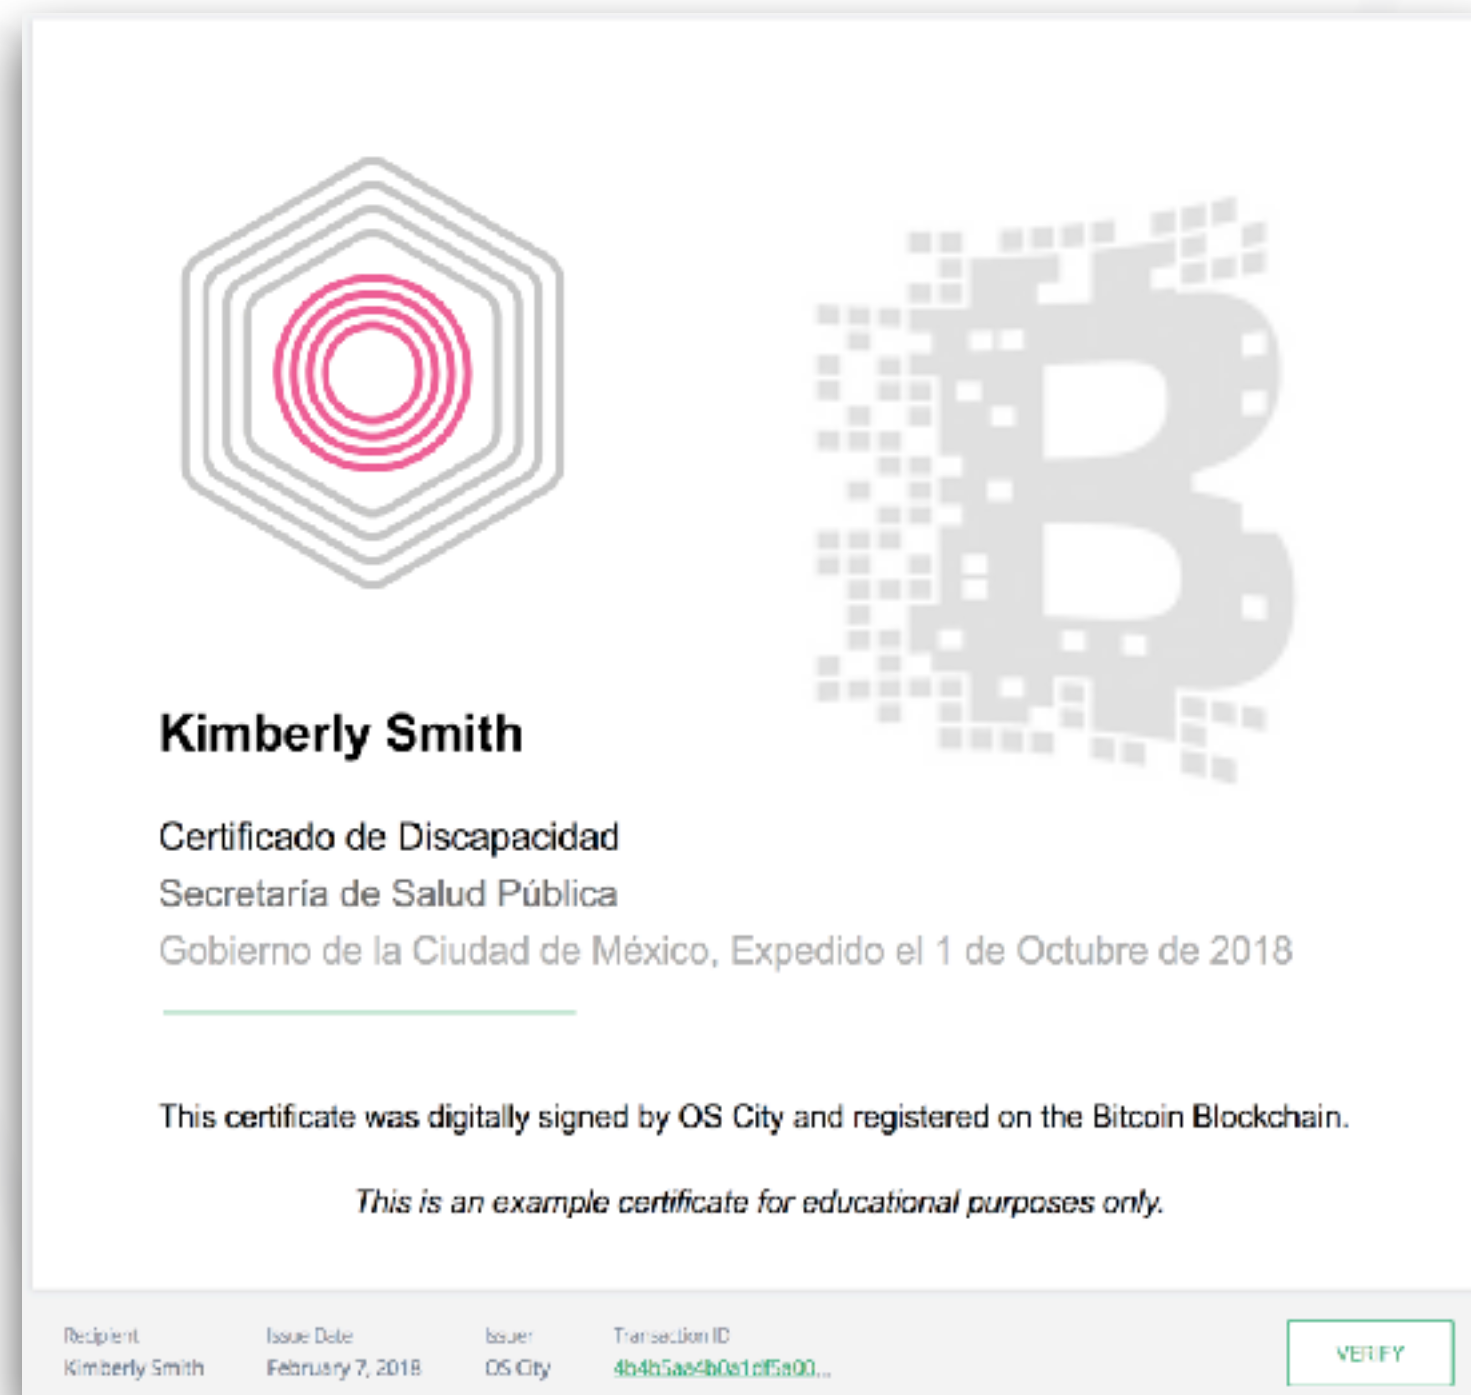 Kimberly Smith
Certificado de Discapacidad
Secretaría de Salud Pública
Gobierno de la Ciudad de México, Expedido el 1 de Octubre de 2018
This certificate was digitally signed by OS City and registered on the Bitcoin Blockchain.
This is an example certificate for educational purposes only.
Recipient Issue Date Issuer Transaction ID
Kimberly Smith February 7, 2018 OS City
VERIFY